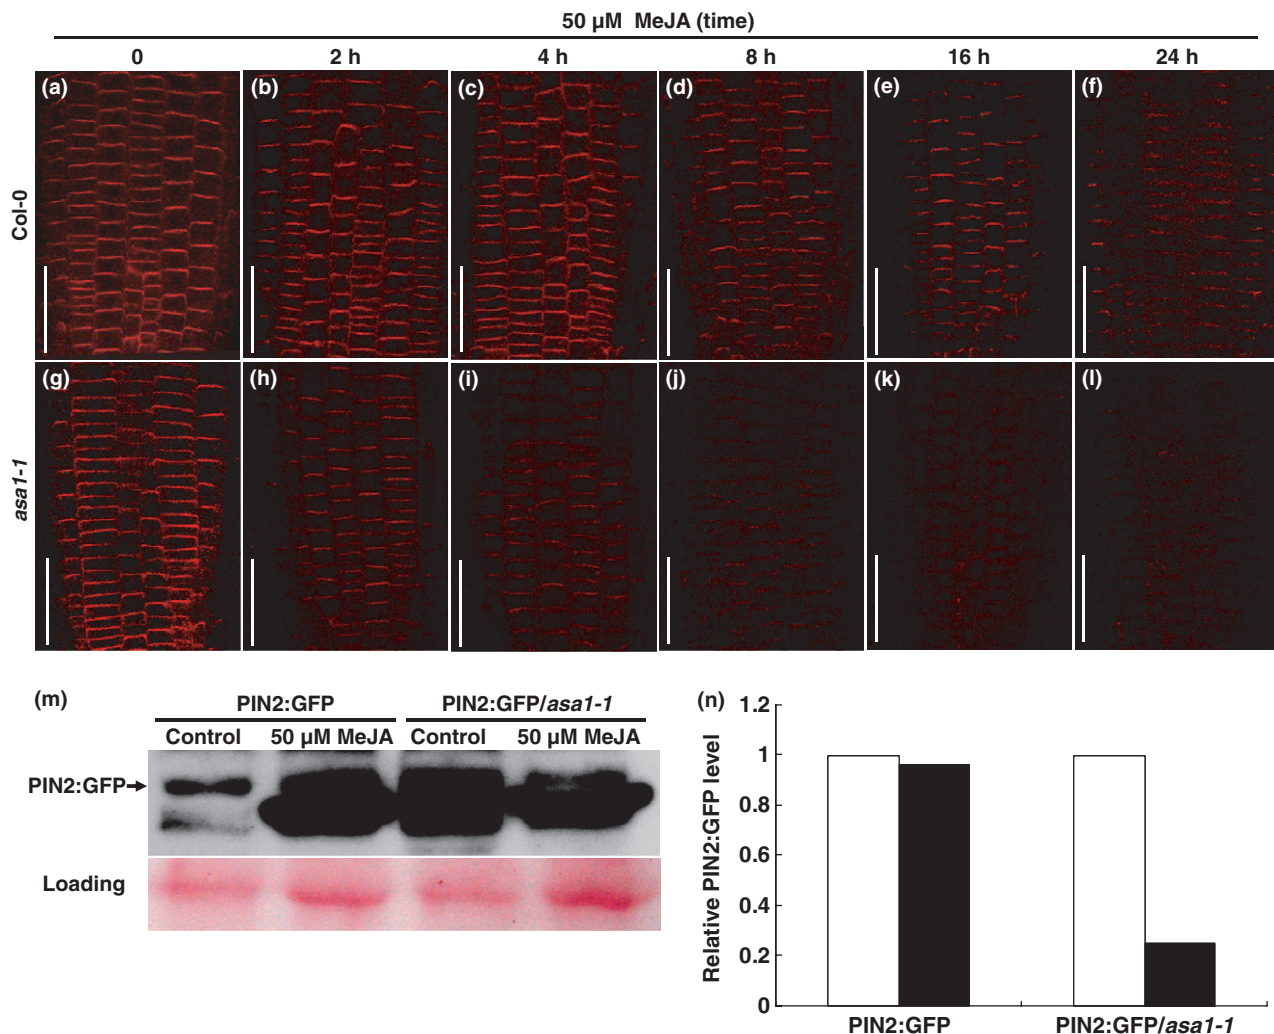 50 µM MeJA (time)
0 2 h 4 h 8 h 16 h 24 h
Col-0
(a) (b) (c) (d) (e) (f)
asa1-1
(g) (h) (i) (j) (k) (l)
(m)
PIN2:GFP PIN2:GFP/asa1-1
Control 50 µM MeJA Control 50 µM MeJA
PIN2:GFP
Loading
(n)
Relative PIN2:GFP level
1.2
1
0.8
0.6
0.4
0.2
0
PIN2:GFP PIN2:GFP/asa1-1